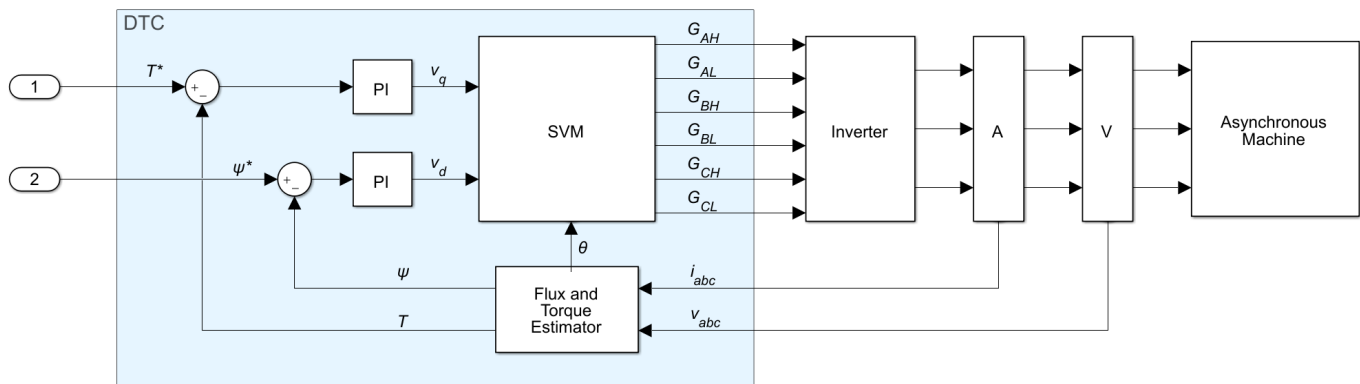 DTC
1
T*
+
−
PI
v_q
2
ψ*
+
−
PI
v_d
SVM
G_AH
G_AL
G_BH
G_BL
G_CH
G_CL
Inverter
A
V
Asynchronous
Machine
θ
ψ
T
Flux and
Torque
Estimator
i_abc
v_abc